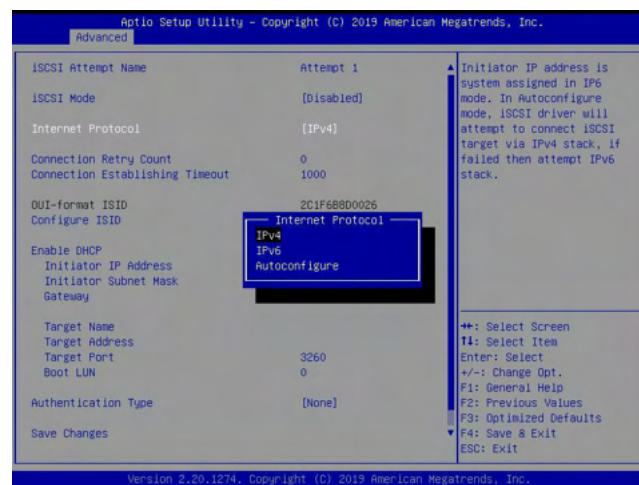 Aptio Setup Utility – Copyright (C) 2019 American Megatrends, Inc.
Advanced
iSCSI Attempt Name Attempt 1
iSCSI Mode [Disabled]
Internet Protocol [IPv4]
Connection Retry Count 0
Connection Establishing Timeout 1000
OUI-format ISID 2C1F6B8D0026
Configure ISID
Enable DHCP
Initiator IP Address
Initiator Subnet Mask
Gateway
Internet Protocol
IPv4
IPv6
Autoconfigure
Target Name
Target Address
Target Port 3260
Boot LUN 0
Authentication Type [None]
Save Changes
Initiator IP address is
system assigned in IP6
mode. In Autoconfigure
mode, iSCSI driver will
attempt to connect iSCSI
target via IPv4 stack, if
failed then attempt IPv6
stack.
→←: Select Screen
↑↓: Select Item
Enter: Select
+/-: Change Opt.
F1: General Help
F2: Previous Values
F3: Optimized Defaults
F4: Save & Exit
ESC: Exit
Version 2.20.1274. Copyright (C) 2019 American Megatrends, Inc.